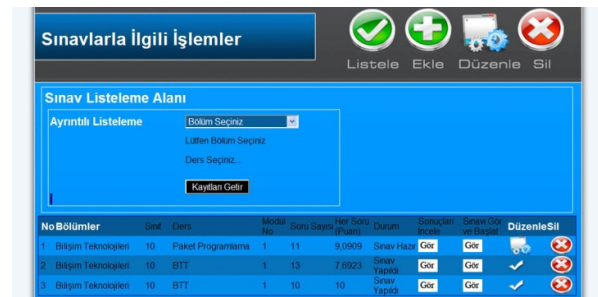 Sınavlarla İlgili İşlemler
Listele Ekle Düzenle Sil
Sınav Listeleme Alanı
Ayrıntılı Listeleme Bölüm Seçiniz
Lütfen Bölüm Seçiniz
Ders Seçiniz..
Kayıtları Getir
No Bölümler Sınıf Ders Modul No Soru Sayısı Her Soru (Puan) Durum Sonuçları İncele Sınavı Gör ve Başlat Düzenle Sil
1 Bilişim Teknolojileri 10 Paket Programlama 1 11 9,0909 Sınav Hazır Gör Gör
2 Bilişim Teknolojileri 10 BTT 1 13 7,6923 Sınav Yapıldı Gör Gör
3 Bilişim Teknolojileri 10 BTT 1 10 10 Sınav Yapıldı Gör Gör